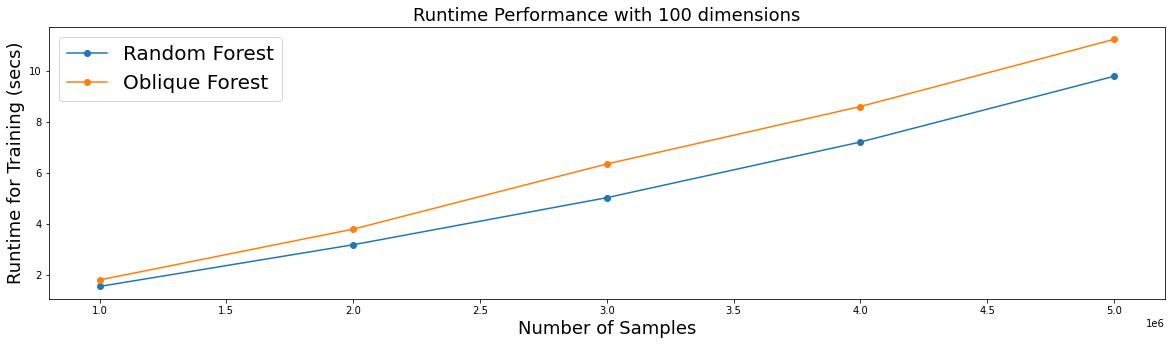 Runtime Performance with 100 dimensions
Random Forest
Oblique Forest
Runtime for Training (secs)
10
8
6
4
2
1.0 1.5 2.0 2.5 3.0 3.5 4.0 4.5 5.0
1e6
Number of Samples